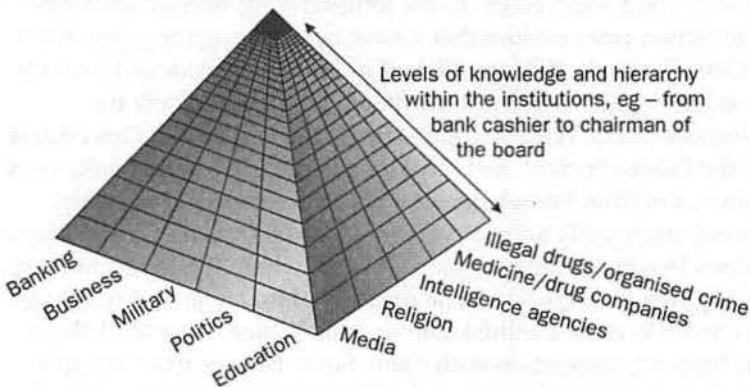 Levels of knowledge and hierarchy
within the institutions, eg – from
bank cashier to chairman of
the board
Banking
Business
Military
Politics
Education
Media
Religion
Intelligence agencies
Medicine/drug companies
Illegal drugs/organised crime